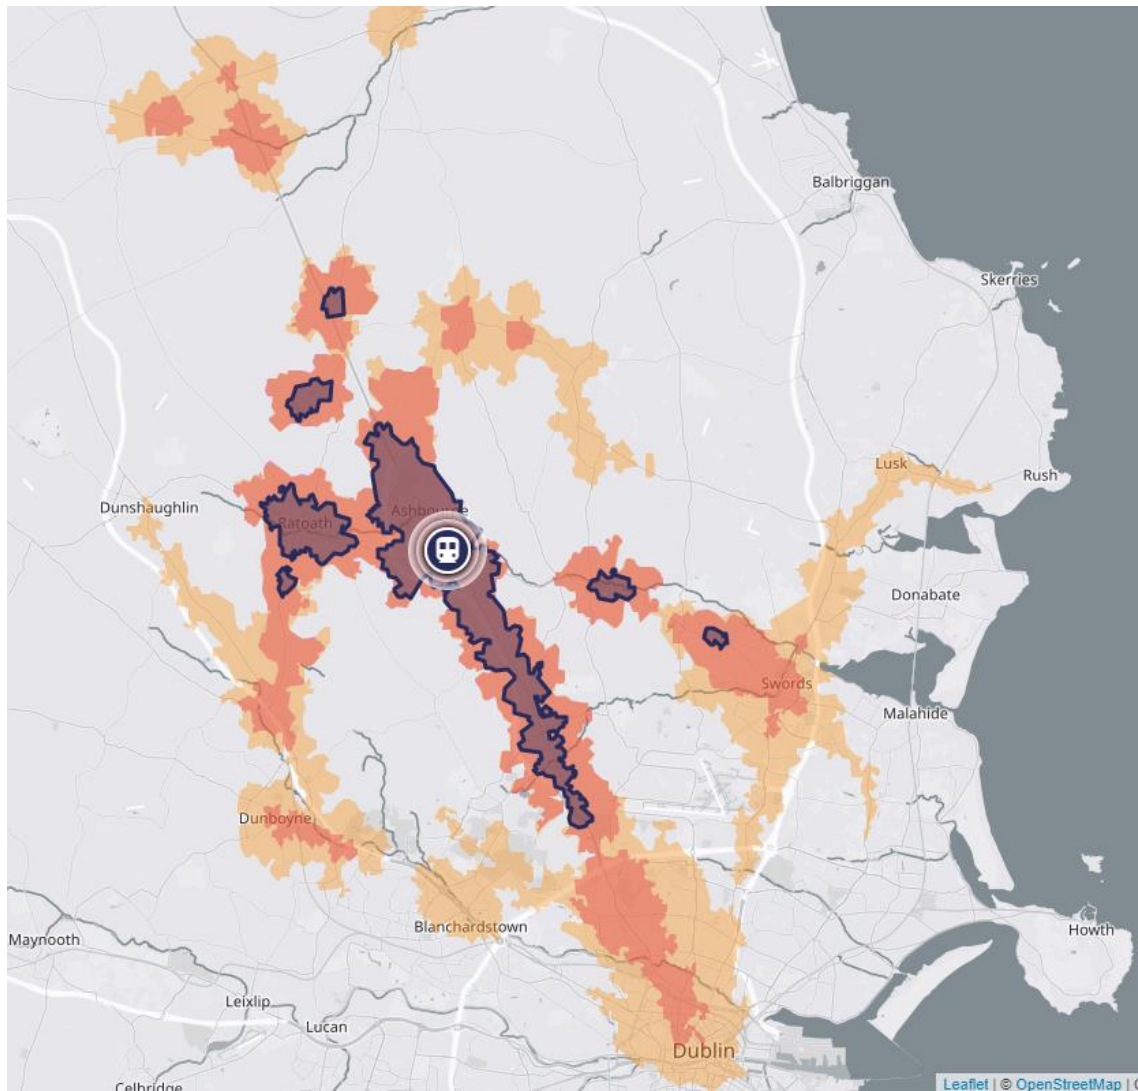 Balbriggan
Skerries
Lusk
Rush
Dunshaughlin
Ashbourne
Ratoath
Donabate
Swords
Malahide
Dunboyne
Blanchardstown
Howth
Maynooth
Leixlip
Lucan
Dublin
Celbridge
Leaflet | © OpenStreetMap